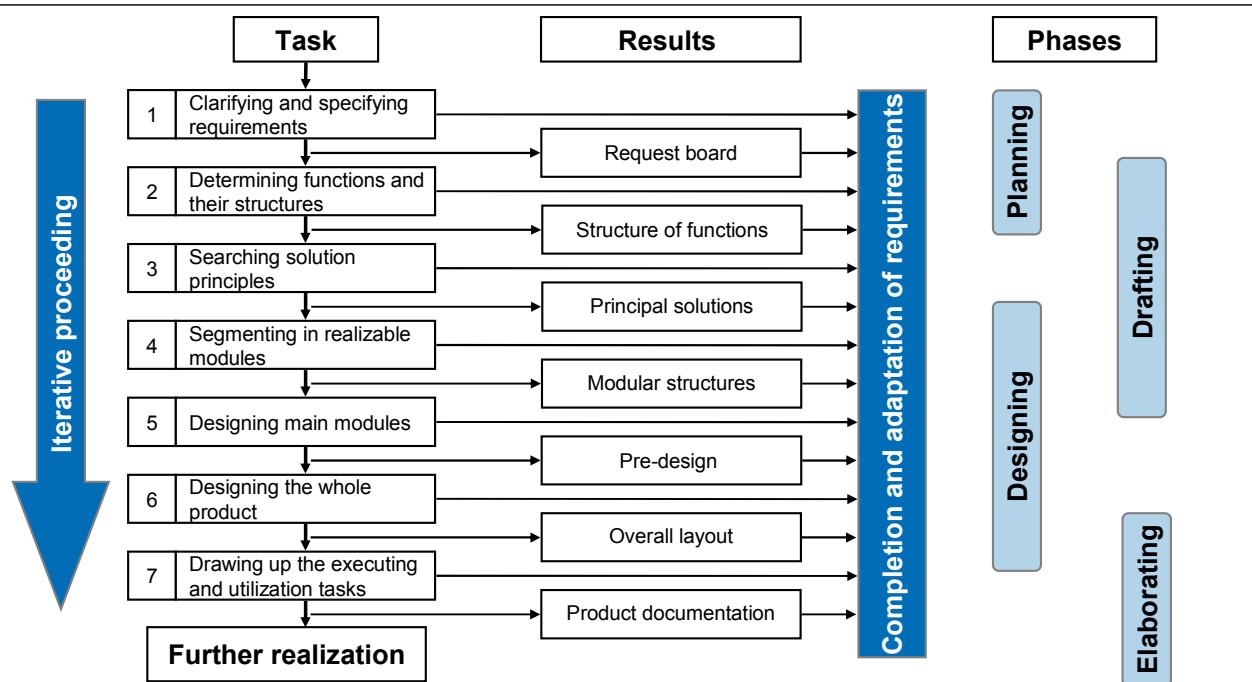 Task
Results
Phases
Iterative proceeding
1
Clarifying and specifying
requirements
Request board
2
Determining functions and
their structures
Structure of functions
3
Searching solution
principles
Principal solutions
4
Segmenting in realizable
modules
Modular structures
5
Designing main modules
Pre-design
6
Designing the whole
product
Overall layout
7
Drawing up the executing
and utilization tasks
Product documentation
Further realization
Completion and adaptation of requirements
Planning
Drafting
Designing
Elaborating